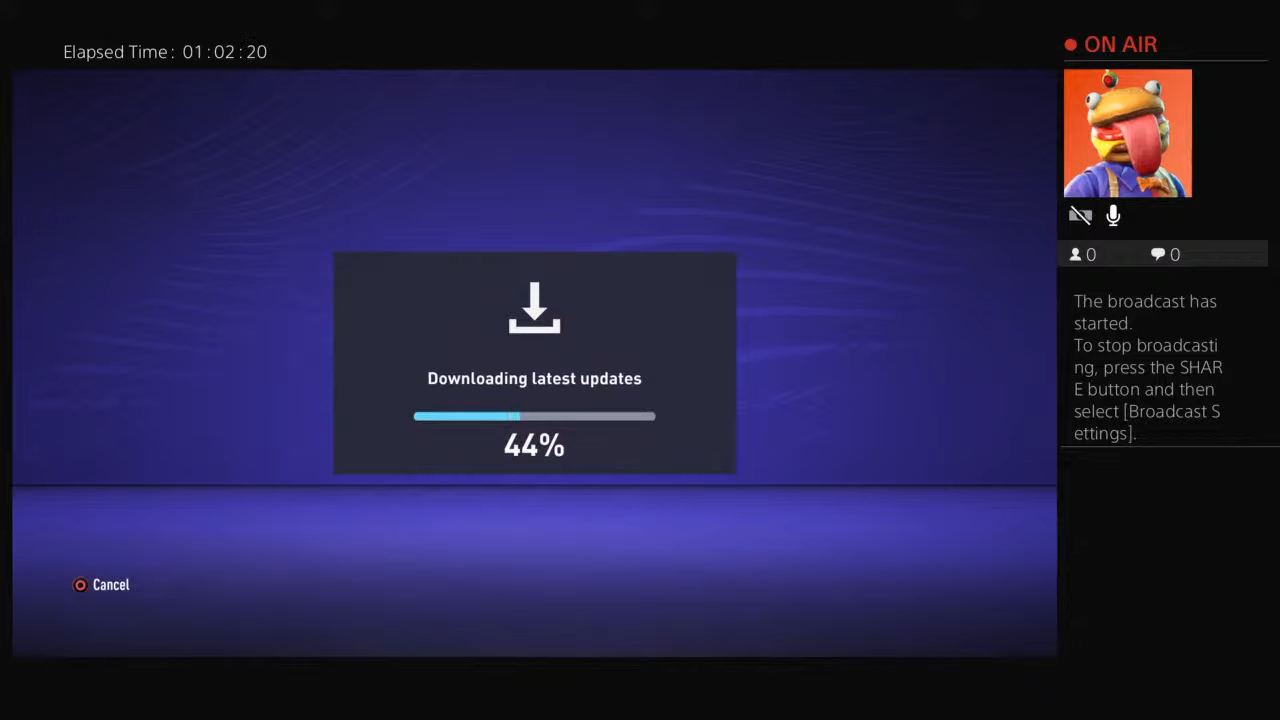 Elapsed Time: 01:02:20
ON AIR
0
0
The broadcast has
started.
To stop broadcasti
ng, press the SHAR
E button and then
select [Broadcast S
ettings].
Downloading latest updates
44%
Cancel